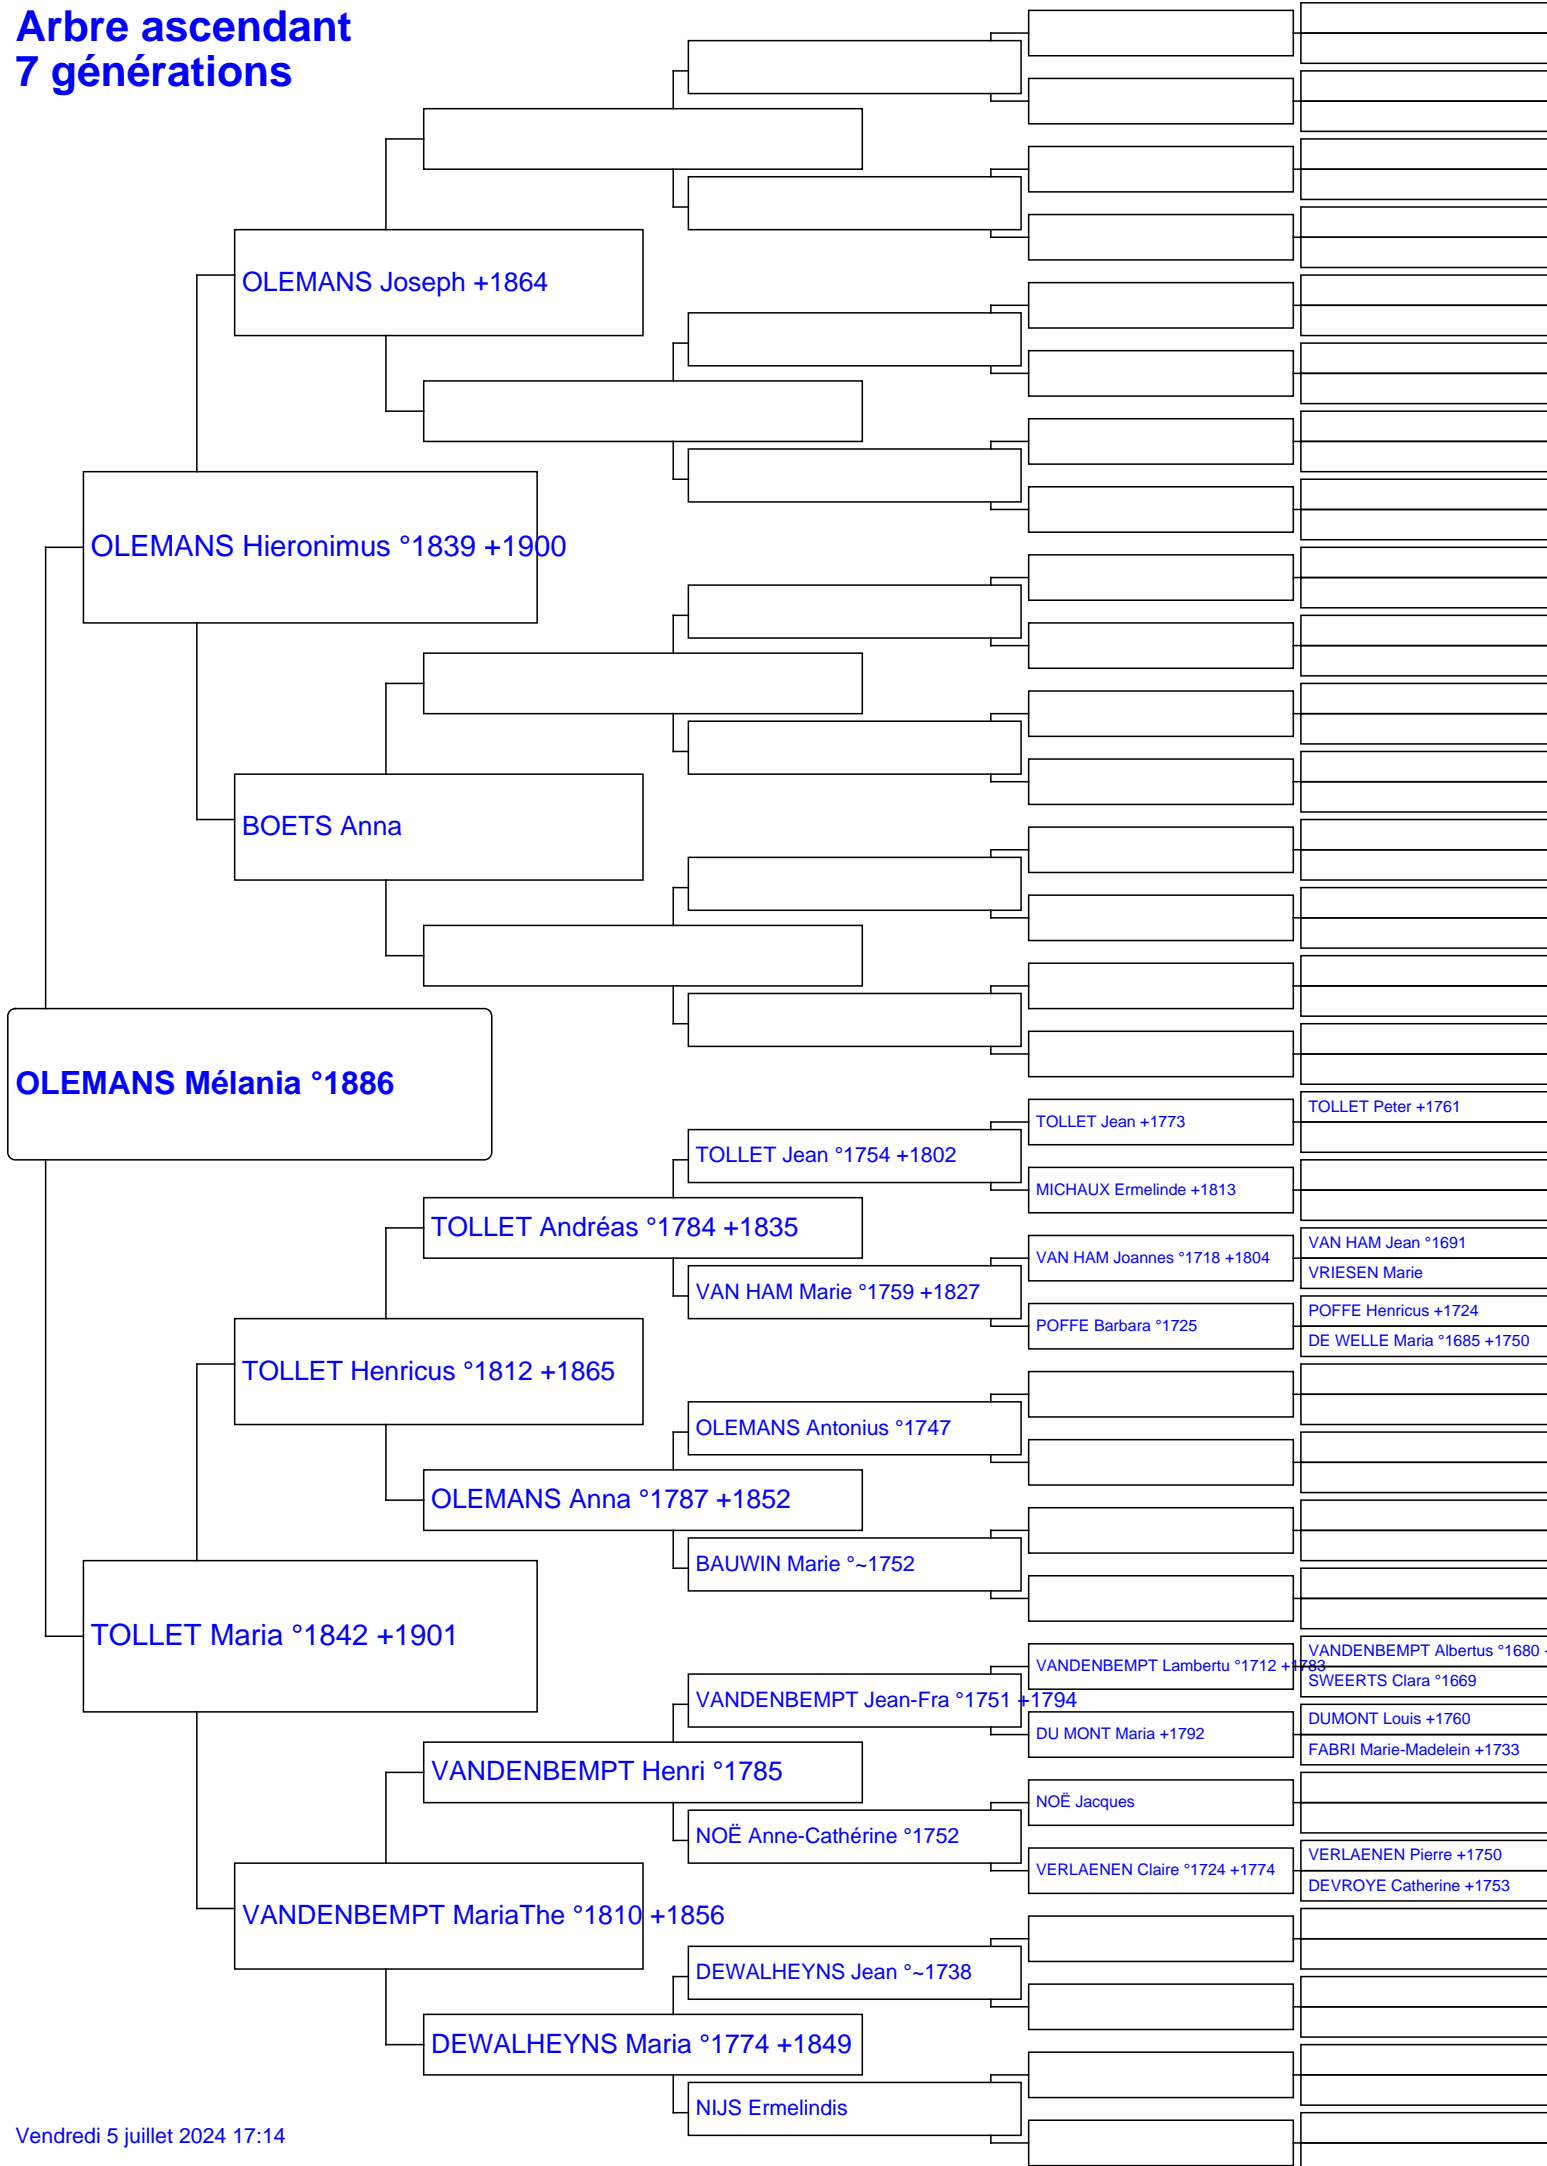 Arbre ascendant
7 générations
OLEMANS Joseph +1864
OLEMANS Hieronimus °1839 +1900
BOETS Anna
OLEMANS Mélania °1886
TOLLET Peter +1761
TOLLET Jean +1773
TOLLET Jean °1754 +1802
MICHAUX Ermelinde +1813
TOLLET Andréas °1784 +1835
VAN HAM Jean °1691
VAN HAM Joannes °1718 +1804
VRIESEN Marie
VAN HAM Marie °1759 +1827
POFFE Henricus +1724
POFFE Barbara °1725
DE WELLE Maria °1685 +1750
TOLLET Henricus °1812 +1865
OLEMANS Antonius °1747
OLEMANS Anna °1787 +1852
BAUWIN Marie °~1752
TOLLET Maria °1842 +1901
VANDENBEMPT Albertus °1680 -
VANDENBEMPT Lambertu °1712 +1783
SWEERTS Clara °1669
VANDENBEMPT Jean-Fra °1751 +1794
DUMONT Louis +1760
DU MONT Maria +1792
FABRI Marie-Madelein +1733
VANDENBEMPT Henri °1785
NOË Jacques
NOË Anne-Cathérine °1752
VERLAENEN Pierre +1750
VERLAENEN Claire °1724 +1774
DEVROYE Catherine +1753
VANDENBEMPT MariaThe °1810 +1856
DEWALHEYNS Jean °~1738
DEWALHEYNS Maria °1774 +1849
NIJS Ermelindis
Vendredi 5 juillet 2024 17:14